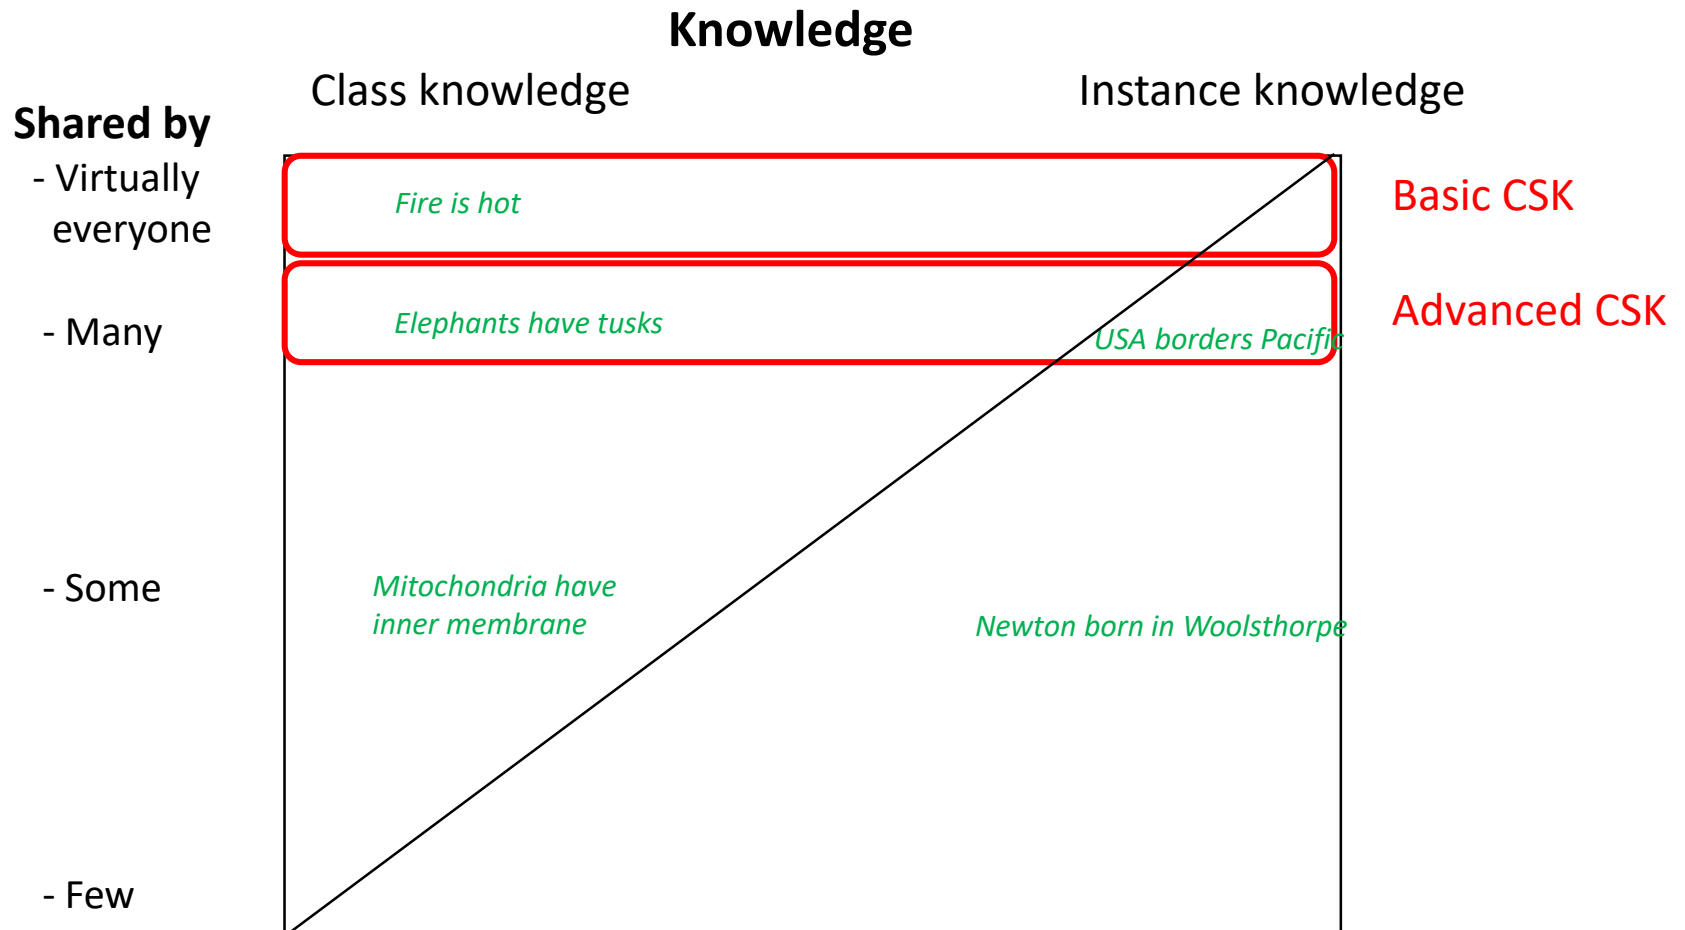 Knowledge
Class knowledge
Instance knowledge
Shared by
- Virtually
everyone
Fire is hot
Basic CSK
- Many
Elephants have tusks
USA borders Pacific
Advanced CSK
- Some
Mitochondria have
inner membrane
Newton born in Woolsthorpe
- Few